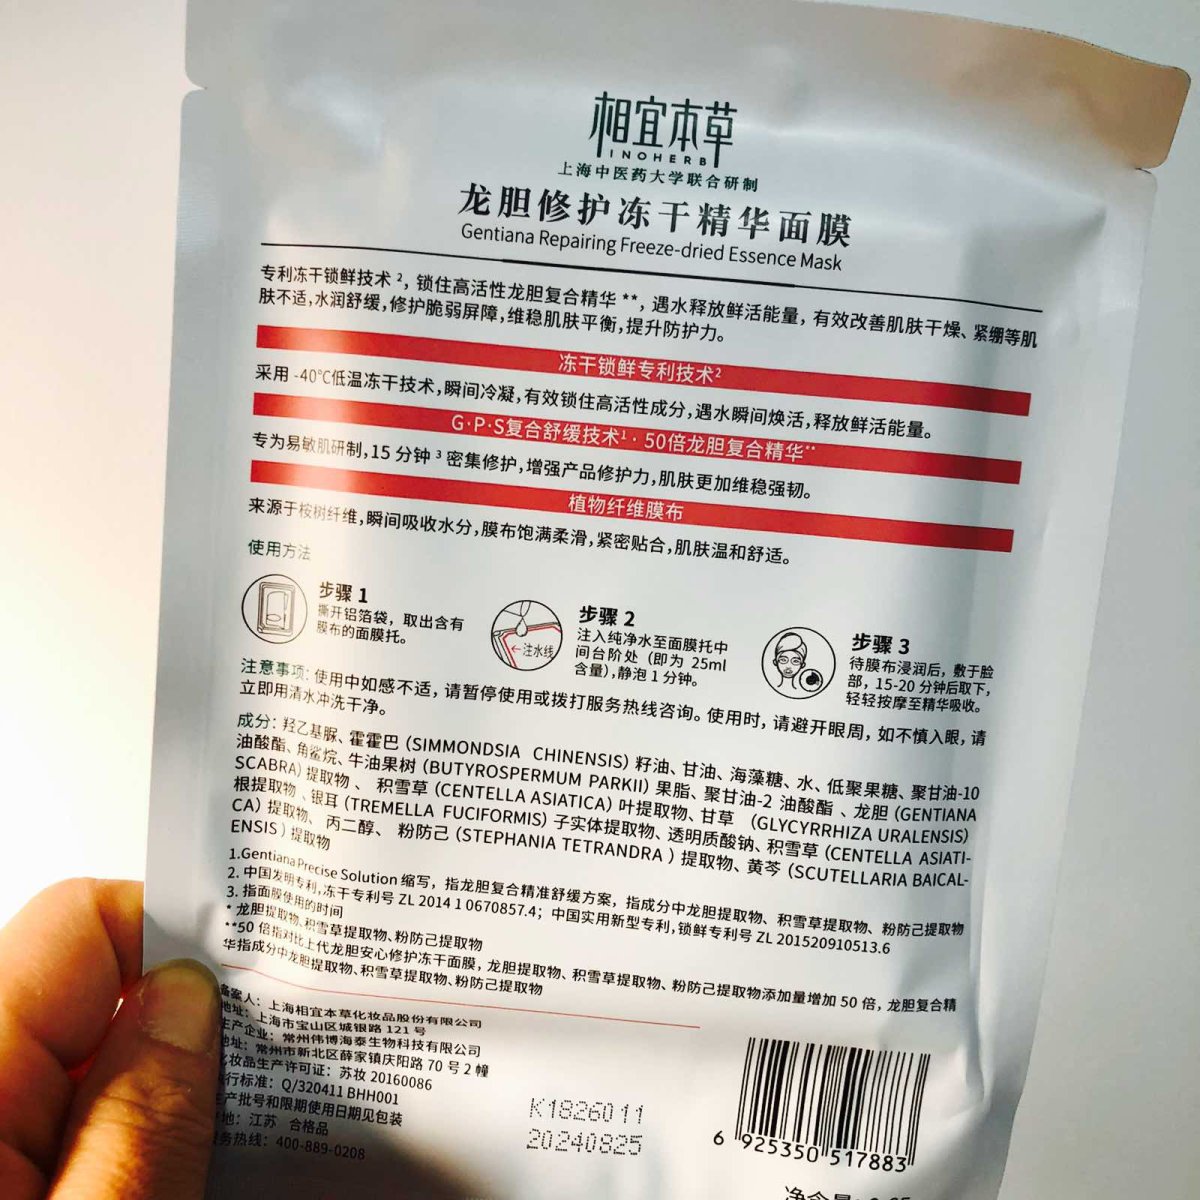 相宜本草
INOHERB
上海中医药大学联合研制
龙胆修护冻干精华面膜
Gentiana Repairing Freeze-dried Essence Mask
专利冻干锁鲜技术²，锁住高活性龙胆复合精华**，遇水释放鲜活能量，有效改善肌肤干燥、紧绷等肌
肤不适，水润舒缓，修护脆弱屏障，维稳肌肤平衡，提升防护力。
冻干锁鲜专利技术²
采用 -40℃低温冻干技术，瞬间冷凝，有效锁住高活性成分，遇水瞬间焕活，释放鲜活能量。
G·P·S复合舒缓技术¹·50倍龙胆复合精华**
专为易敏肌研制，15 分钟³密集修护，增强产品修护力，肌肤更加维稳强韧。
植物纤维膜布
来源于桉树纤维，瞬间吸收水分，膜布饱满柔滑，紧密贴合，肌肤温和舒适。
使用方法
步骤 1
撕开铝箔袋，取出含有
膜布的面膜托。
←注水线
步骤 2
注入纯净水至面膜托中
间台阶处（即为 25ml
含量），静泡 1 分钟。
步骤 3
待膜布浸润后，敷于脸
部，15-20 分钟后取下，
轻轻按摩至精华吸收。
注意事项：使用中如感不适，请暂停使用或拨打服务热线咨询。使用时，请避开眼周，如不慎入眼，请
立即用清水冲洗干净。
成分：羟乙基脲、霍霍巴（SIMMONDSIA CHINENSIS）籽油、甘油、海藻糖、水、低聚果糖、聚甘油-10
油酸酯、角鲨烷、牛油果树（BUTYROSPERMUM PARKII）果脂、聚甘油-2 油酸酯、龙胆（GENTIANA
SCABRA）提取物、积雪草（CENTELLA ASIATICA）叶提取物、甘草（GLYCYRRHIZA URALENSIS）
根提取物、银耳（TREMELLA FUCIFORMIS）子实体提取物、透明质酸钠、积雪草（CENTELLA ASIATI-
CA）提取物、丙二醇、粉防己（STEPHANIA TETRANDRA）提取物、黄芩（SCUTELLARIA BAICAL-
ENSIS）提取物
1.Gentiana Precise Solution 缩写，指龙胆复合精准舒缓方案，指成分中龙胆提取物、积雪草提取物、粉防己提取物
2. 中国发明专利，冻干专利号 ZL 2014 1 0670857.4；中国实用新型专利，锁鲜专利号 ZL 201520910513.6
3. 指面膜使用的时间
* 龙胆提取物、积雪草提取物、粉防己提取物
**50 倍指对比上代龙胆安心修护冻干面膜，龙胆提取物、积雪草提取物、粉防己提取物添加量增加 50 倍，龙胆复合精
华指成分中龙胆提取物、积雪草提取物、粉防己提取物
备案人：上海相宜本草化妆品股份有限公司
地址：上海市宝山区城银路 121 号
生产企业：常州伟博海泰生物科技有限公司
地址：常州市新北区薛家镇庆阳路 70 号 2 幢
化妆品生产许可证：苏妆 20160086
行标准：Q/320411 BHH001
产批号和限期使用日期见包装
地：江苏 合格品
务热线：400-889-0208
K1826011
20240825
6 925350 517883